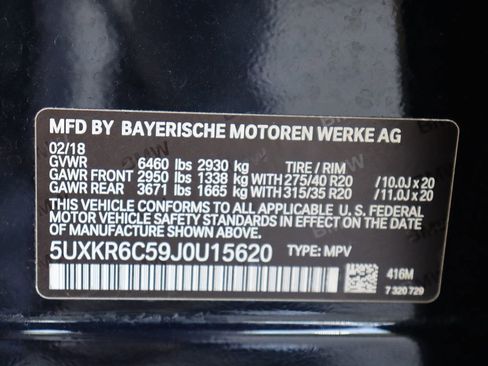 MFD BY BAYERISCHE MOTOREN WERKE AG
02/18
GVWR 6460 lbs 2930 kg TIRE / RIM
GAWR FRONT 2950 lbs 1338 kg WITH 275/40 R20 /10.0J x 20
GAWR REAR 3671 lbs 1665 kg WITH 315/35 R20 /11.0J x 20
THIS VEHICLE CONFORMS TO ALL APPLICABLE U. S. FEDERAL
MOTOR VEHICLE SAFETY STANDARDS IN EFFECT ON THE DATE
OF MANUFACTURE SHOWN ABOVE.
5UXKR6C59J0U15620 TYPE: MPV
416M
7 320 729